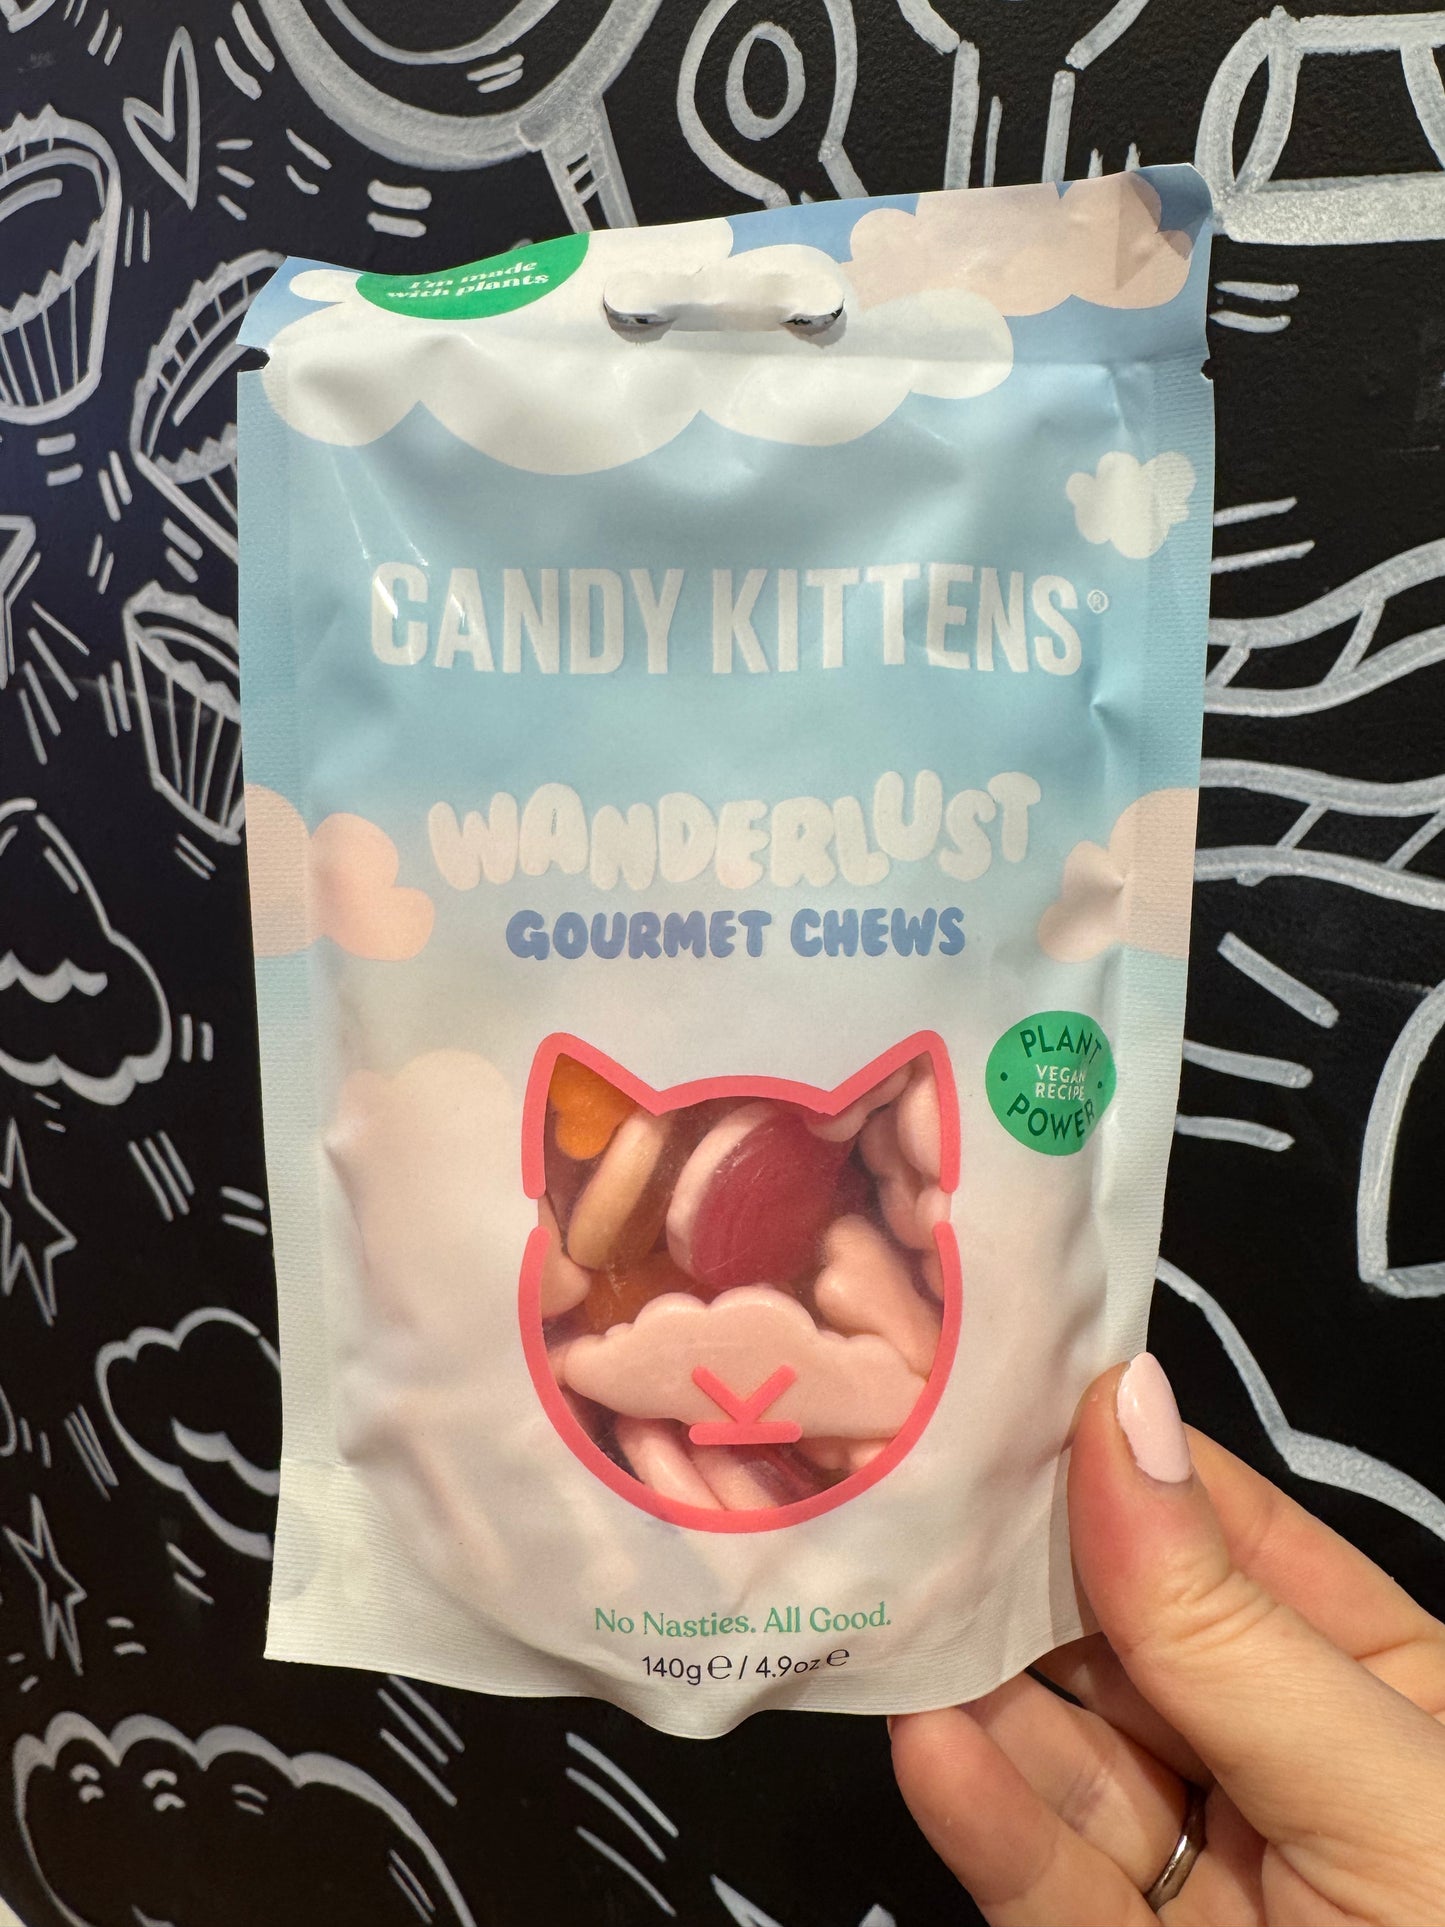 I'm made
with plants
CANDY KITTENS®
WANDERLUST
GOURMET CHEWS
PLANT
VEGAN
RECIPE
POWER
No Nasties. All Good.
140g℮ / 4.9oz℮